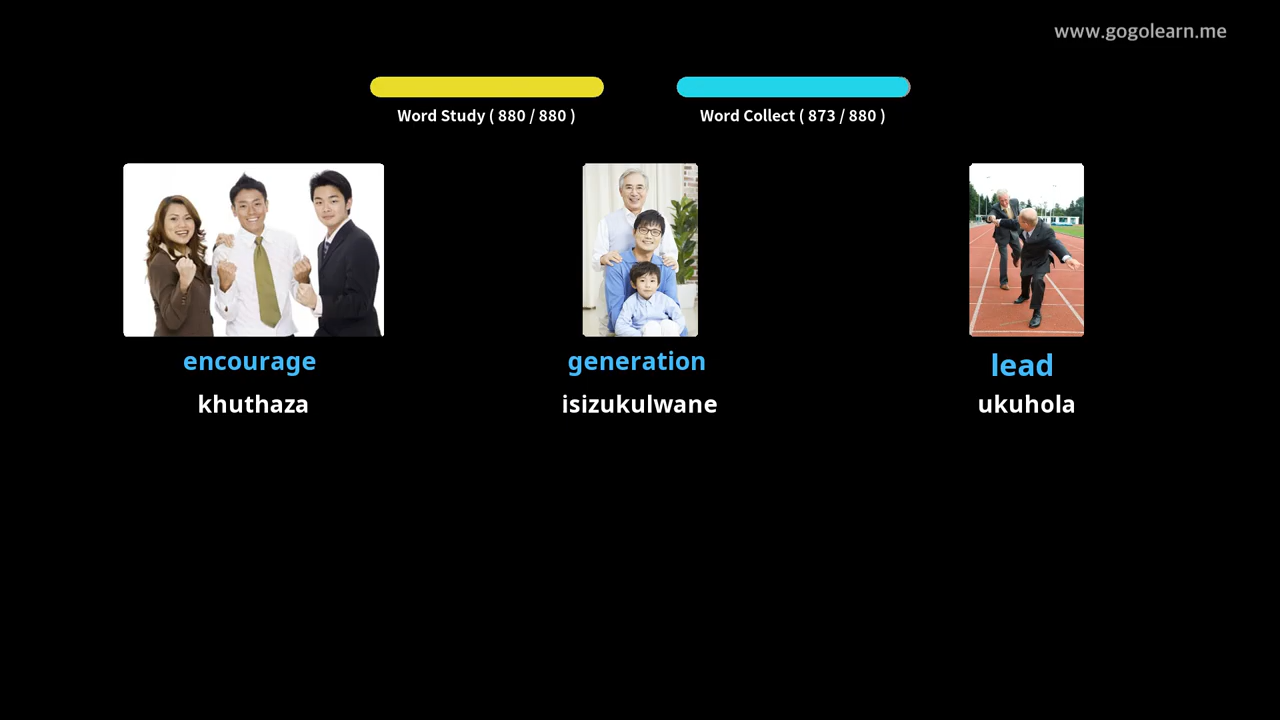 www.gogolearn.me
Word Study ( 880 / 880 )
Word Collect ( 873 / 880 )
encourage
khuthaza
generation
isizukulwane
lead
ukuhola